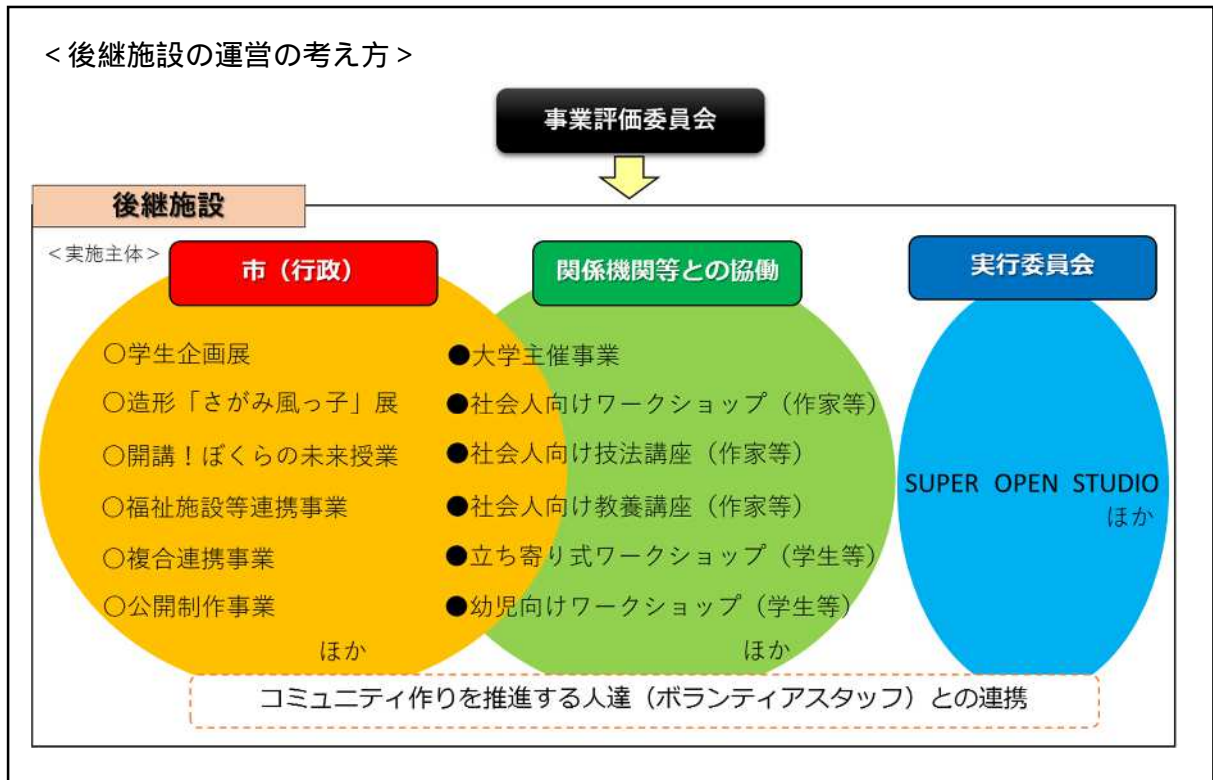 <後継施設の運営の考え方>
事業評価委員会
後継施設
<実施主体>
市（行政）
○学生企画展
○造形「さがみ風っ子」展
○開講！ぼくらの未来授業
○福祉施設等連携事業
○複合連携事業
○公開制作事業
ほか
関係機関等との協働
●大学主催事業
●社会人向けワークショップ（作家等）
●社会人向け技法講座（作家等）
●社会人向け教養講座（作家等）
●立ち寄り式ワークショップ（学生等）
●幼児向けワークショップ（学生等）
ほか
実行委員会
SUPER OPEN STUDIO
ほか
コミュニティ作りを推進する人達（ボランティアスタッフ）との連携